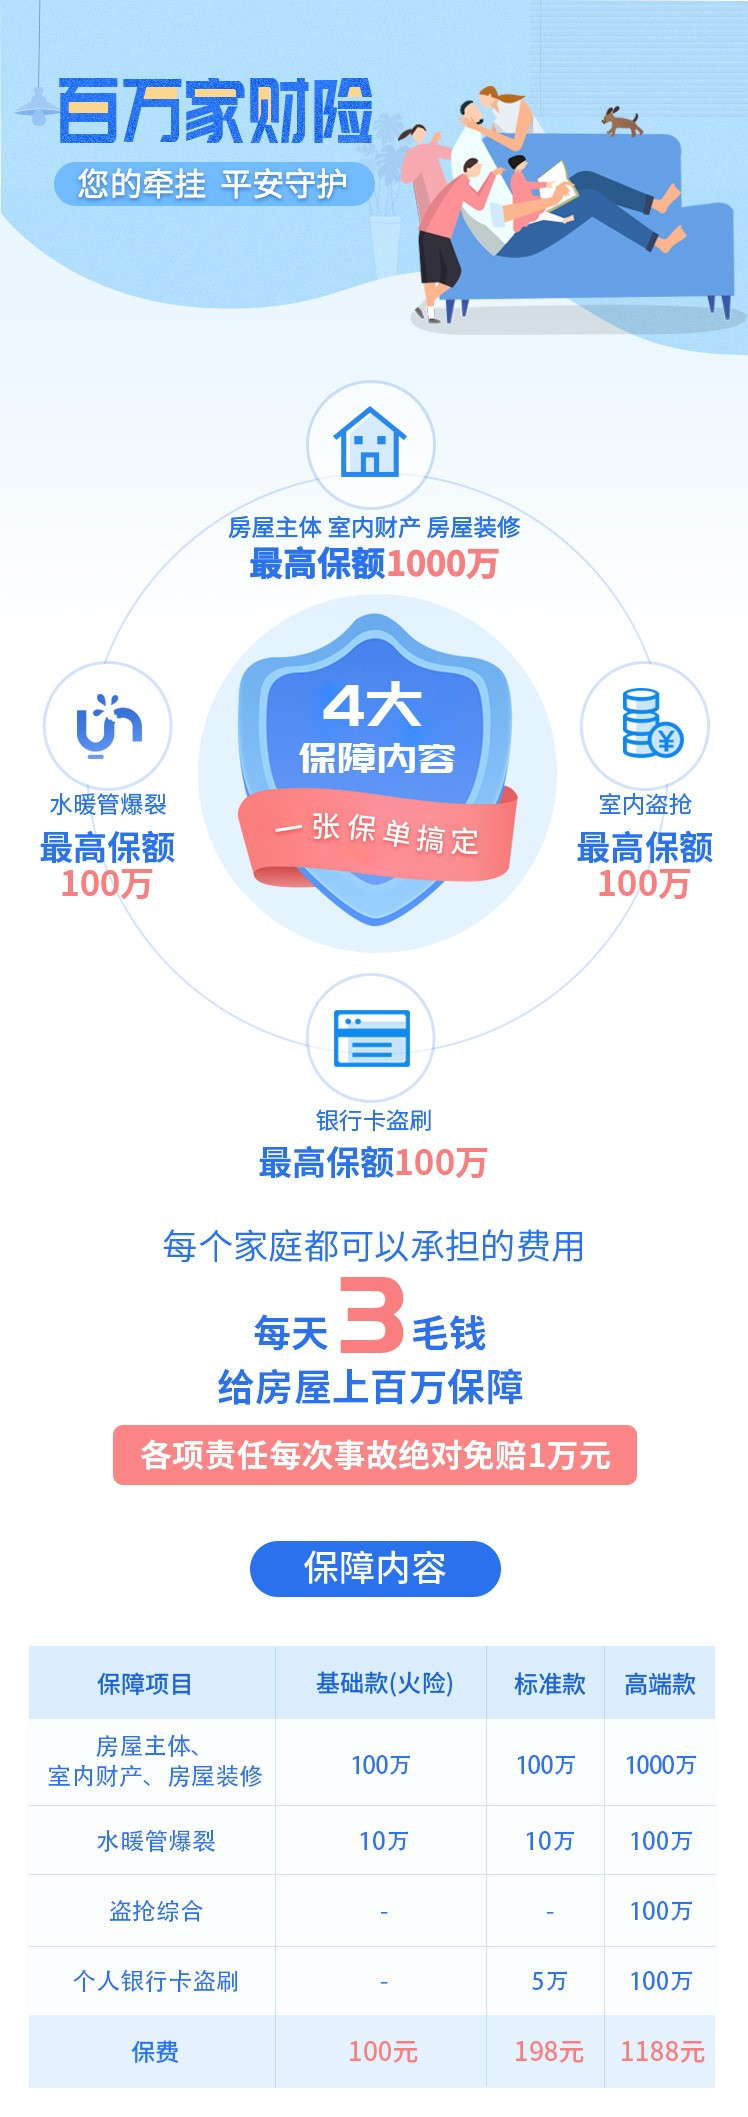 百万家财险
您的牵挂 平安守护
房屋主体 室内财产 房屋装修
最高保额1000万
4大
保障内容
一张保单搞定
水暖管爆裂
最高保额
100万
室内盗抢
最高保额
100万
银行卡盗刷
最高保额100万
每个家庭都可以承担的费用
每天3毛钱
给房屋上百万保障
各项责任每次事故绝对免赔1万元
保障内容
保障项目 基础款(火险) 标准款 高端款
房屋主体、
室内财产、房屋装修 100万 100万 1000万
水暖管爆裂 10万 10万 100万
盗抢综合 - - 100万
个人银行卡盗刷 - 5万 100万
保费 100元 198元 1188元